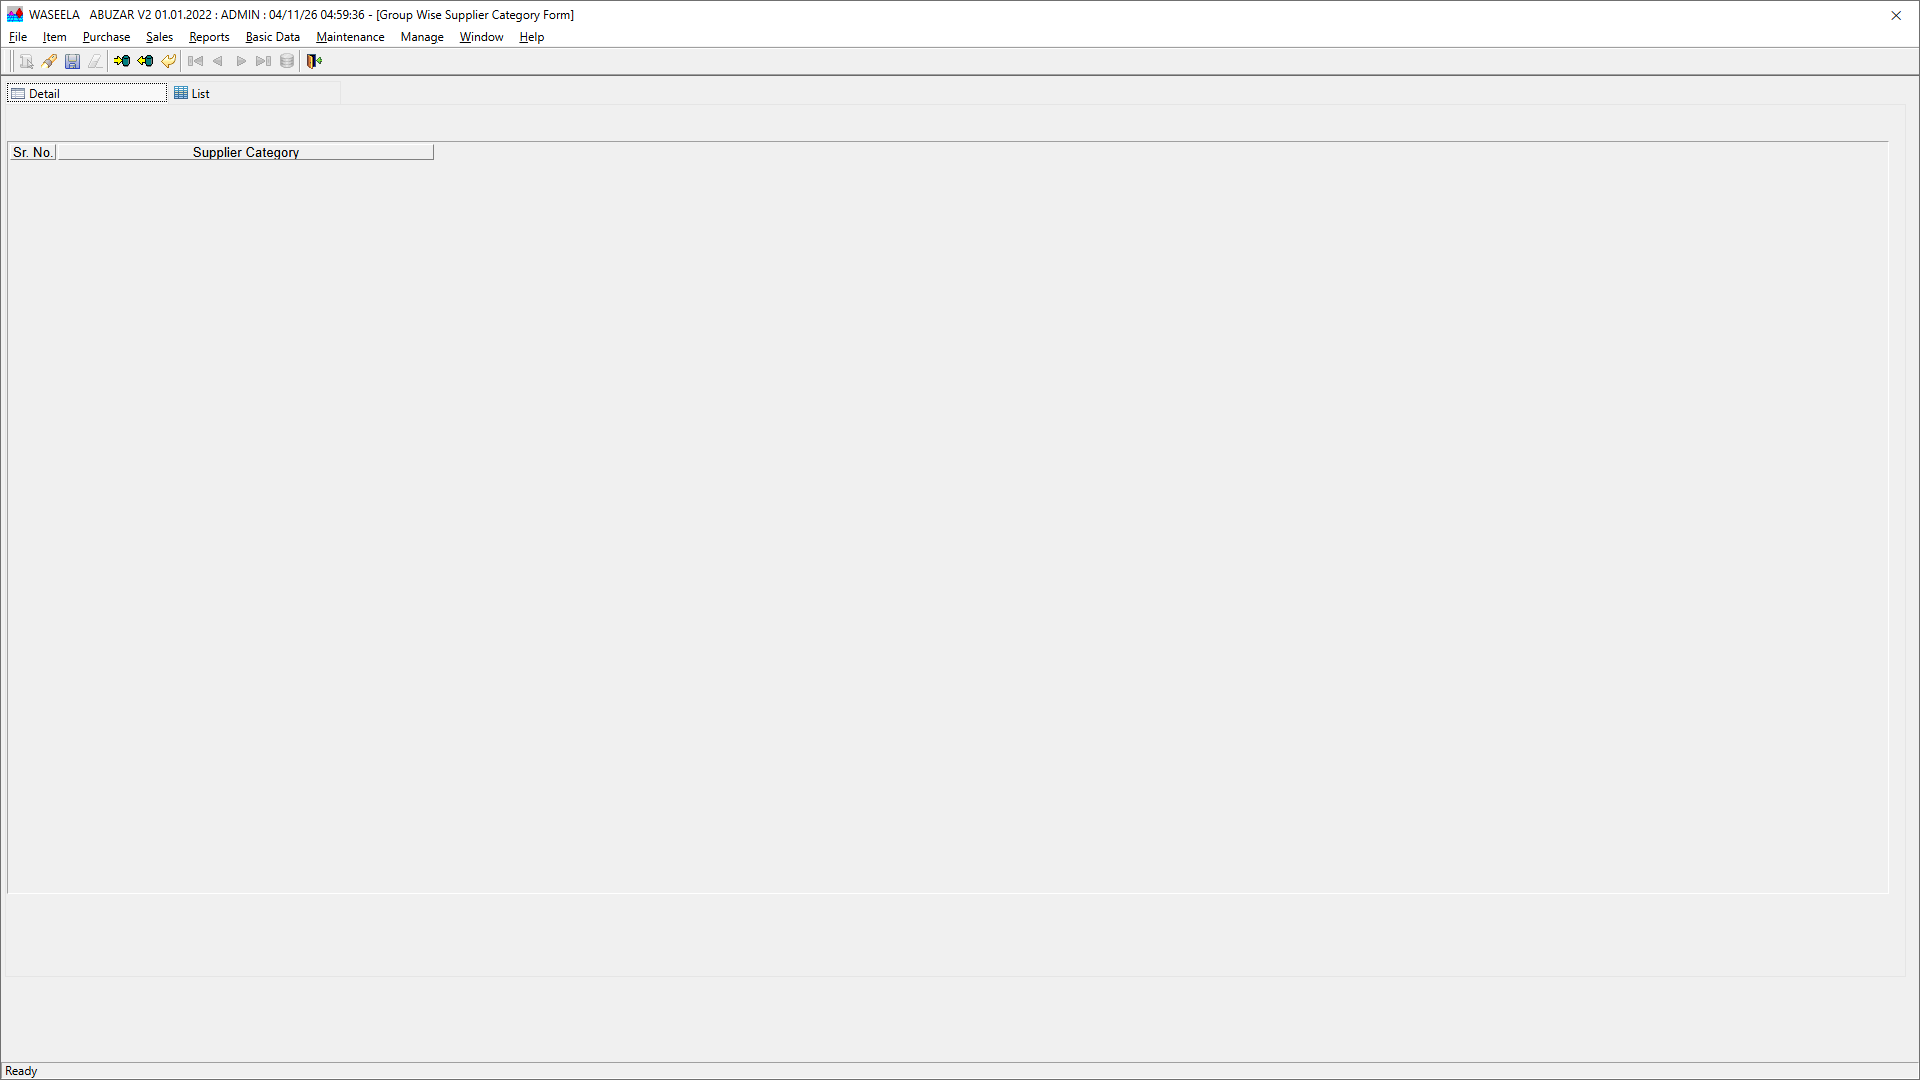 WASEELA   ABUZAR V2 01.01.2022 : ADMIN : 04/11/26 04:59:36 - [Group Wise Supplier Category Form]
File Item Purchase Sales Reports Basic Data Maintenance Manage Window Help
Detail List
Sr. No. Supplier Category
Ready